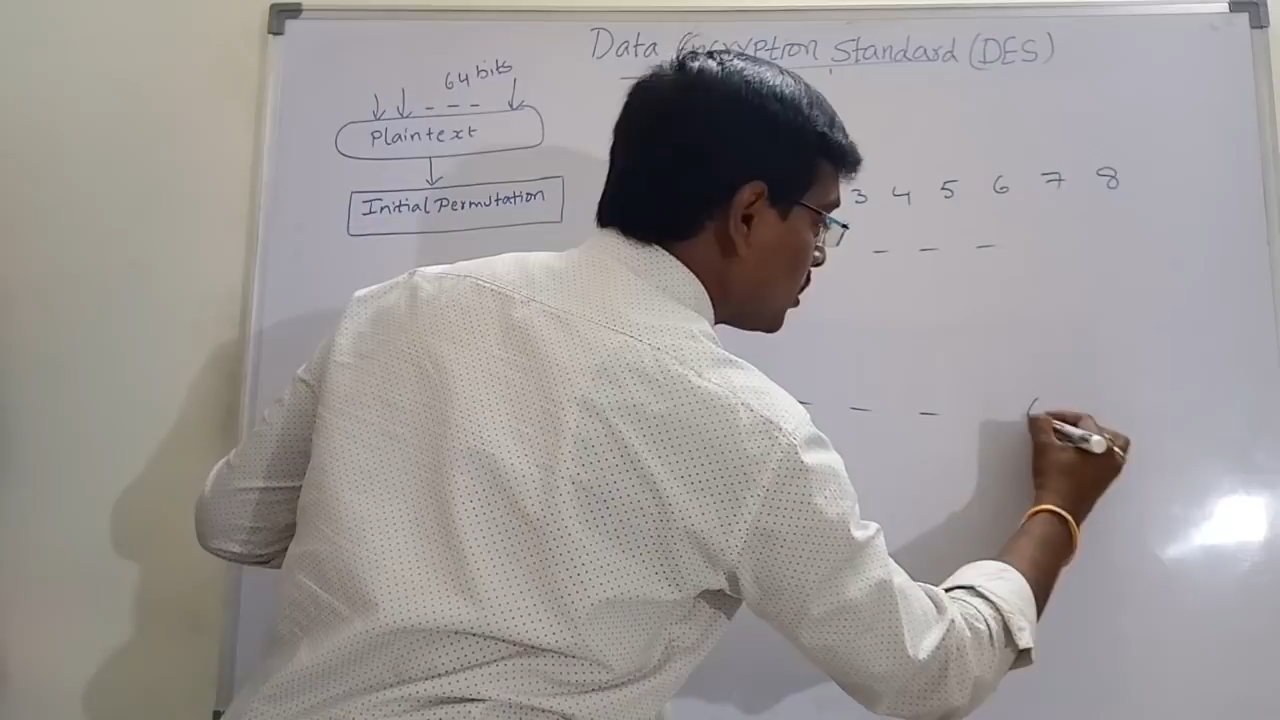 Data Encryption Standard (DES)
64 bits
Plaintext
Initial Permutation
3 4 5 6 7 8